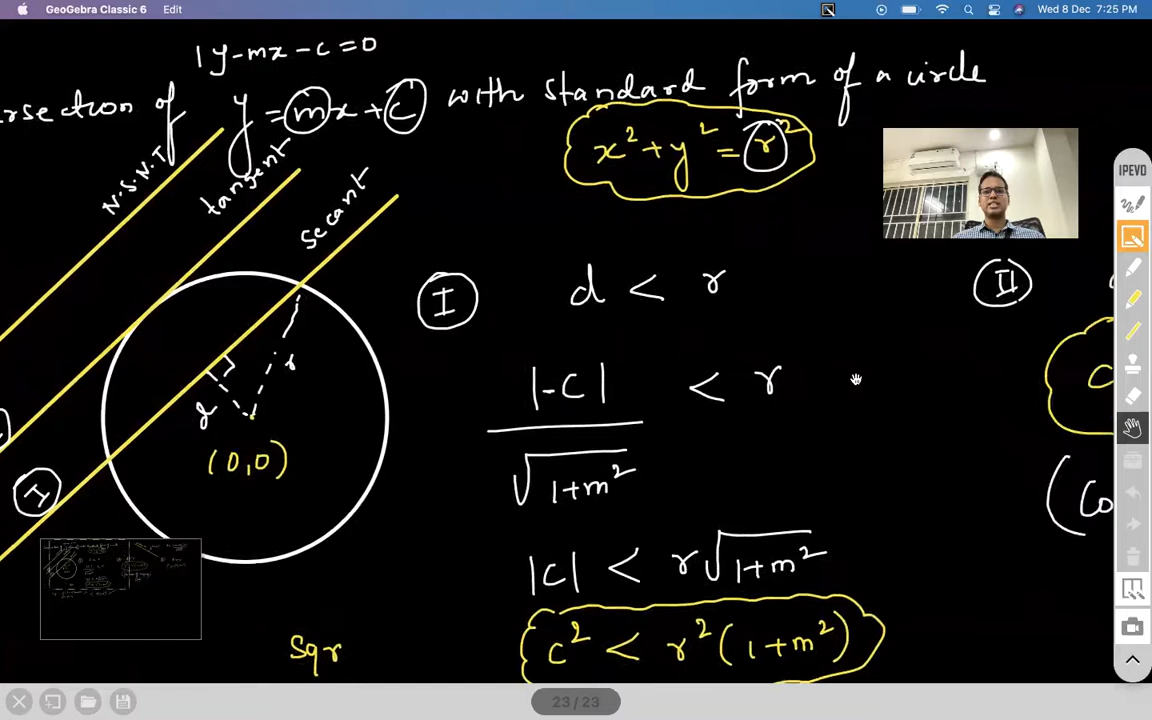 GeoGebra Classic 6 Edit
Wed 8 Dec 7:25 PM
1y-mx-c=0
ersection of y=mx+c with standard form of a circle
x²+y²=r²
N.S.N.T
tangent
secant
IPEVO
I
d < r
II
|-c|/√1+m² < r
r
d
(0,0)
I
|c| < r√1+m²
Sqr
c² < r²(1+m²)
23/23